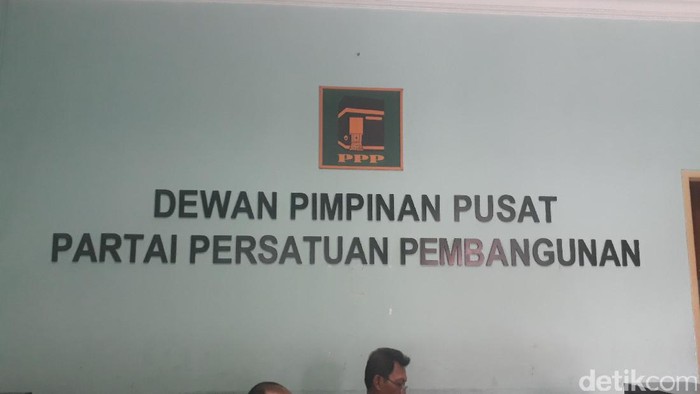 PPP
DEWAN PIMPINAN PUSAT
PARTAI PERSATUAN PEMBANGUNAN
detikcom